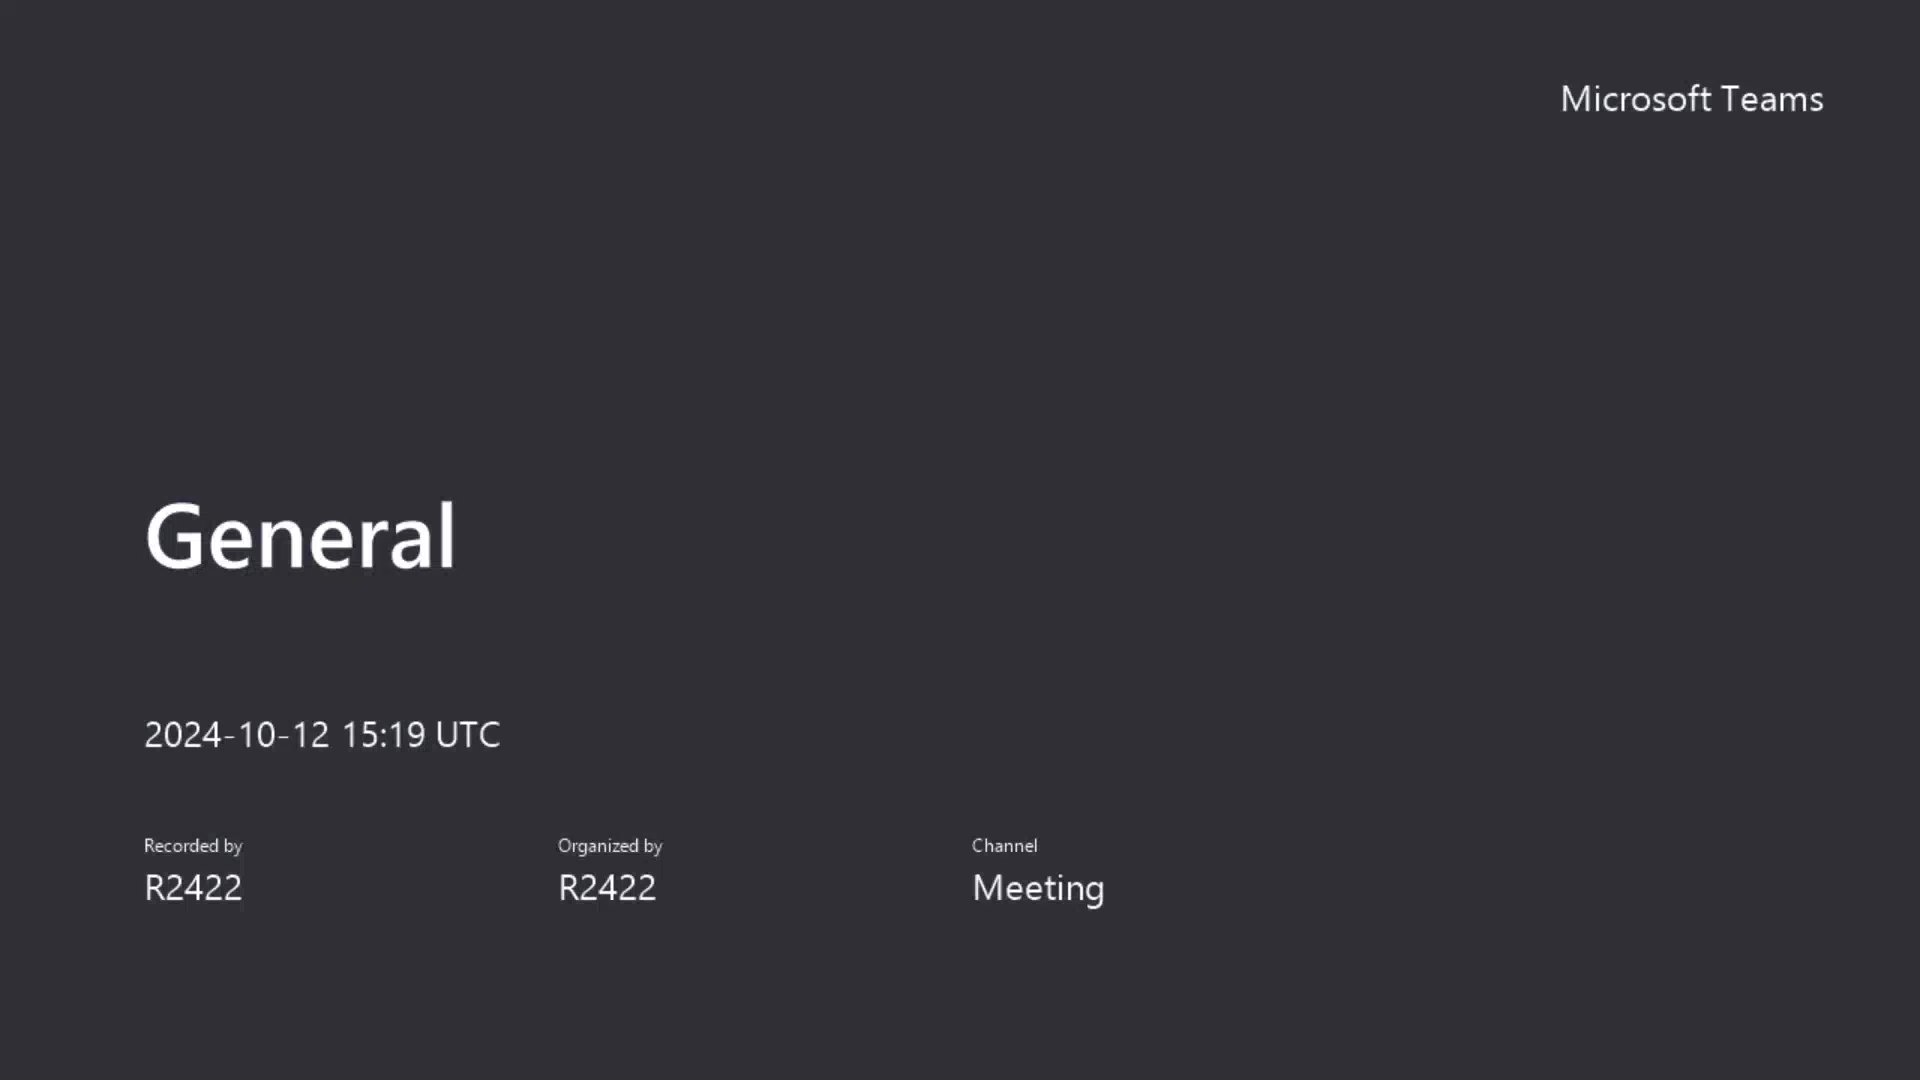 Microsoft Teams
General
2024-10-12 15:19 UTC
Recorded by
R2422
Organized by
R2422
Channel
Meeting